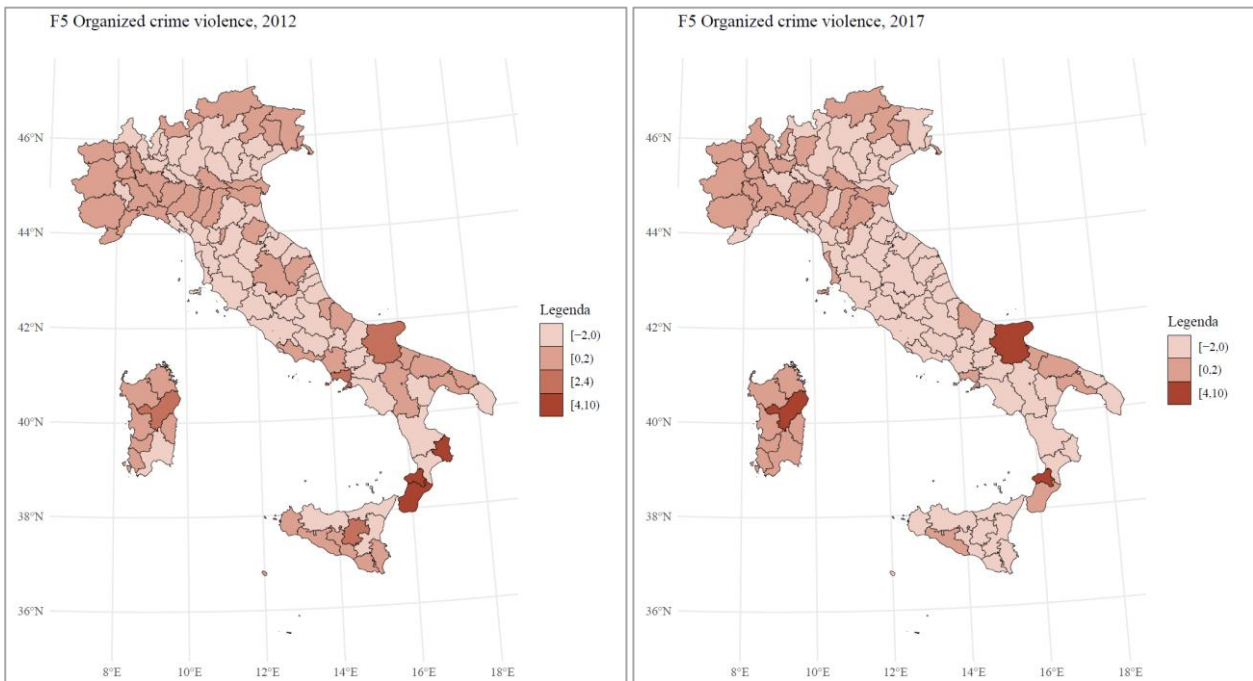 F5 Organized crime violence, 2012
46°N
44°N
42°N
40°N
38°N
36°N
8°E
10°E
12°E
14°E
16°E
18°E
Legenda
[−2,0)
[0,2)
[2,4)
[4,10)
F5 Organized crime violence, 2017
46°N
44°N
42°N
40°N
38°N
36°N
8°E
10°E
12°E
14°E
16°E
18°E
Legenda
[−2,0)
[0,2)
[4,10)